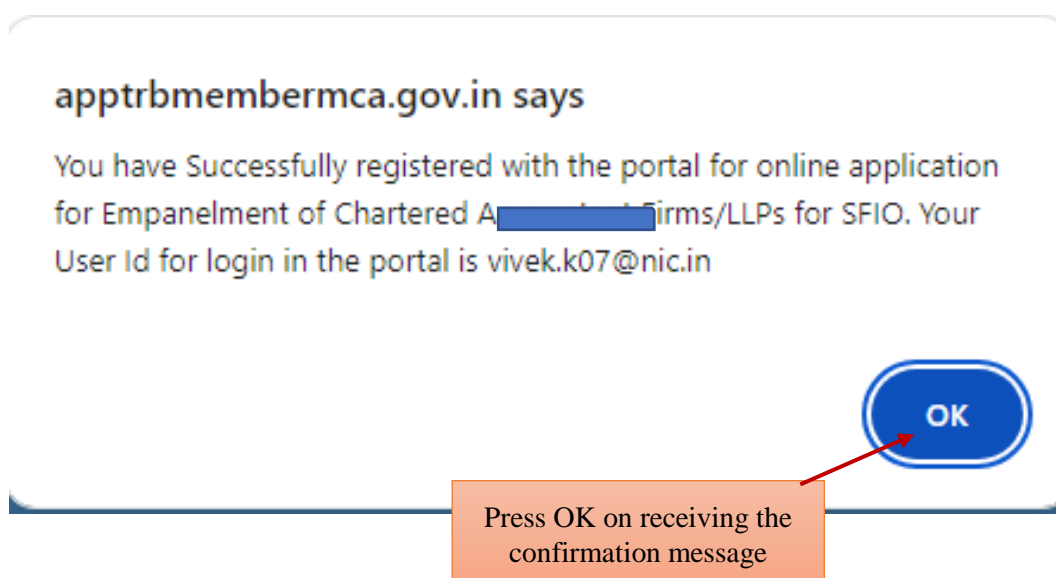 apptrbmembermca.gov.in says
You have Successfully registered with the portal for online application
for Empanelment of Chartered Firms/LLPs for SFIO. Your
User Id for login in the portal is vivek.k07@nic.in
OK
Press OK on receiving the
confirmation message